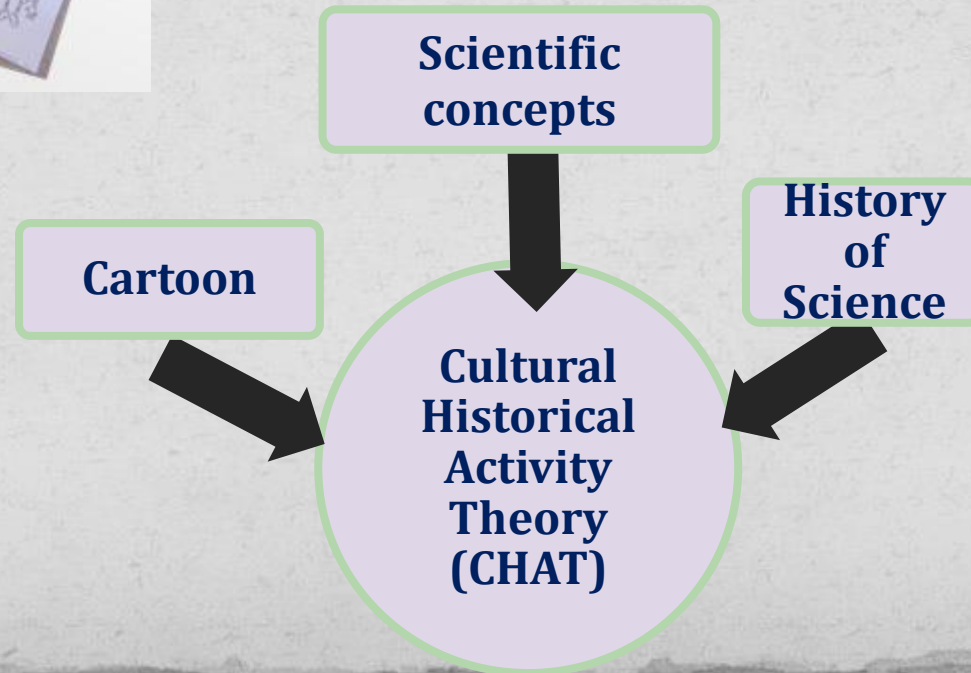 Scientific
concepts
Cartoon
History
of
Science
Cultural
Historical
Activity
Theory
(CHAT)